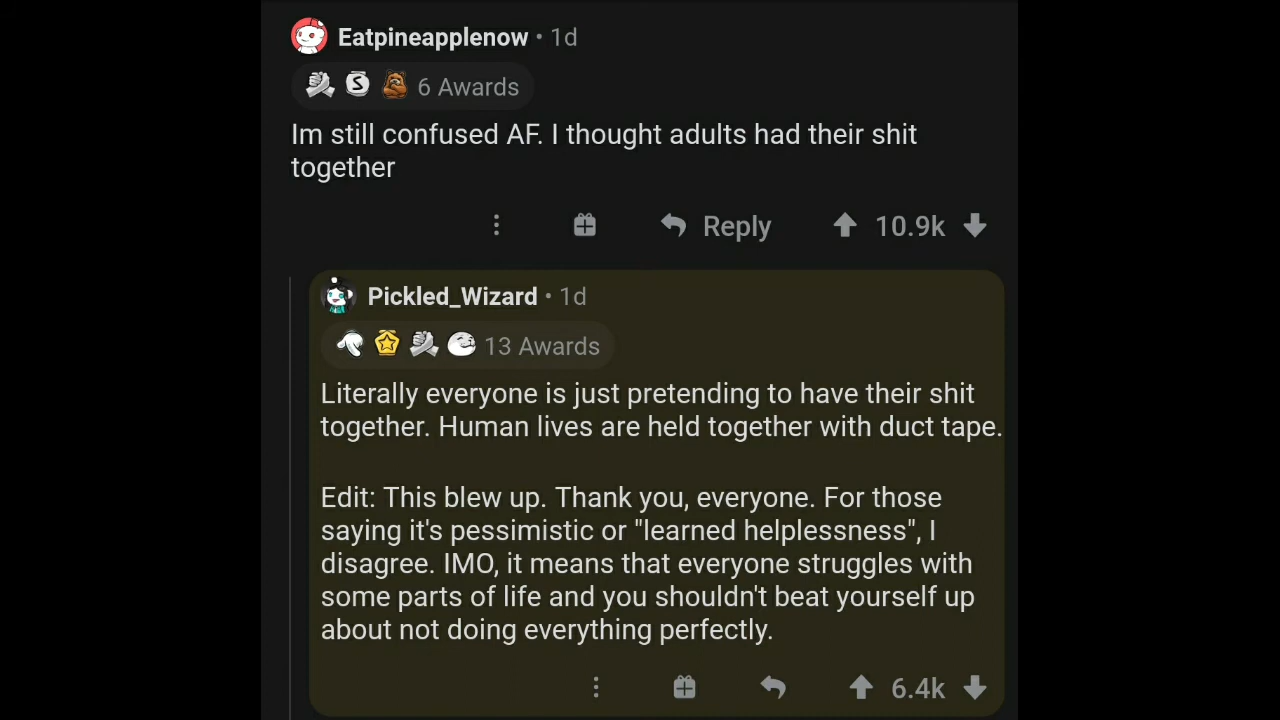 Eatpineapplenow • 1d
6 Awards
Im still confused AF. I thought adults had their shit
together
Reply 10.9k
Pickled_Wizard • 1d
13 Awards
Literally everyone is just pretending to have their shit
together. Human lives are held together with duct tape.
Edit: This blew up. Thank you, everyone. For those
saying it's pessimistic or "learned helplessness", I
disagree. IMO, it means that everyone struggles with
some parts of life and you shouldn't beat yourself up
about not doing everything perfectly.
6.4k